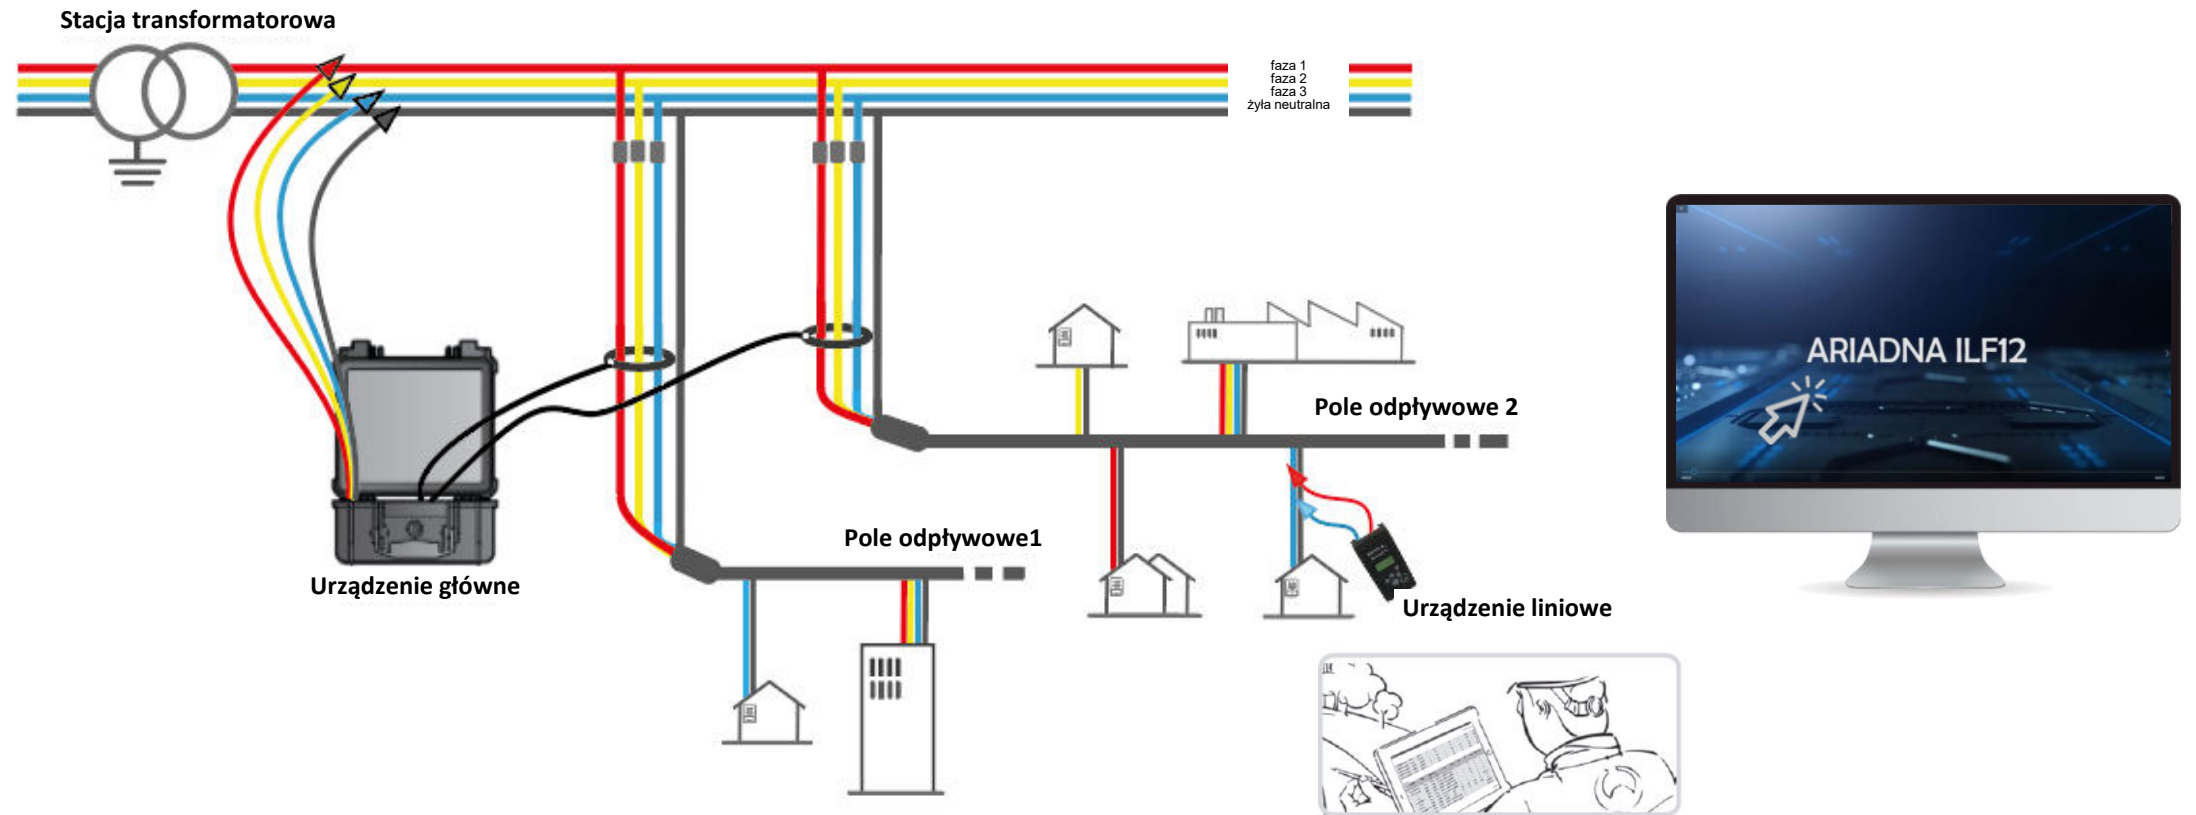 Stacja transformatorowa
faza 1
faza 2
faza 3
żyła neutralna
ARIADNA ILF12
Pole odpływowe 2
Pole odpływowe1
Urządzenie główne
Urządzenie liniowe